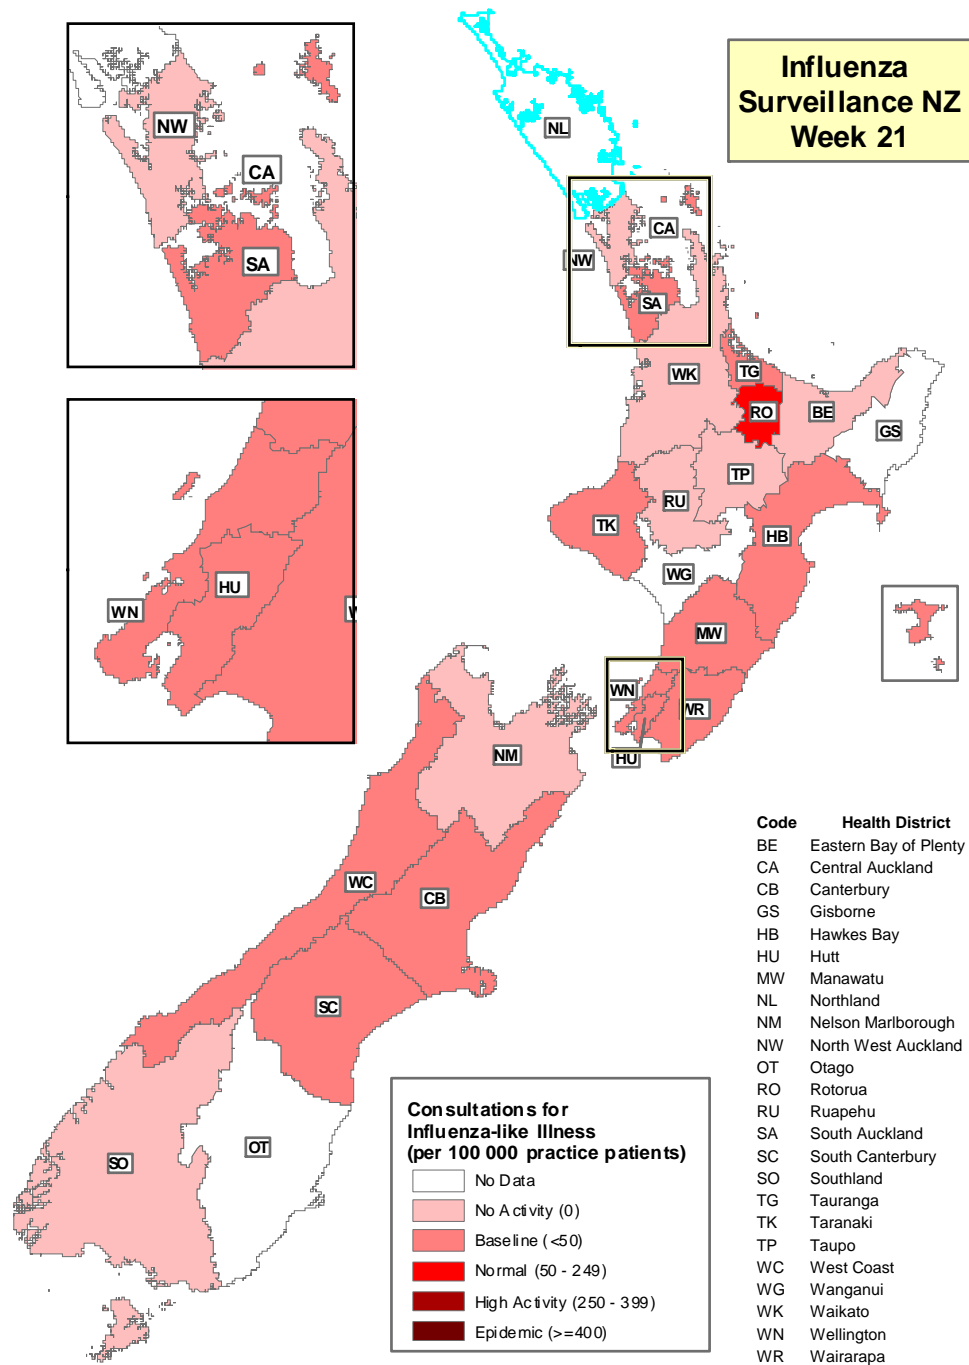 Influenza
Surveillance NZ
Week 21
NW
CA
SA
WN
HU
W
NL
CA
NW
SA
WK
TG
RO
BE
GS
TP
RU
TK
HB
WG
MW
WN
WR
HU
NM
WC
CB
SC
SO
OT
Consultations for
Influenza-like Illness
(per 100 000 practice patients)
No Data
No Activity (0)
Baseline (<50)
Normal (50 - 249)
High Activity (250 - 399)
Epidemic (>=400)
Code Health District
BE Eastern Bay of Plenty
CA Central Auckland
CB Canterbury
GS Gisborne
HB Hawkes Bay
HU Hutt
MW Manawatu
NL Northland
NM Nelson Marlborough
NW North West Auckland
OT Otago
RO Rotorua
RU Ruapehu
SA South Auckland
SC South Canterbury
SO Southland
TG Tauranga
TK Taranaki
TP Taupo
WC West Coast
WG Wanganui
WK Waikato
WN Wellington
WR Wairarapa